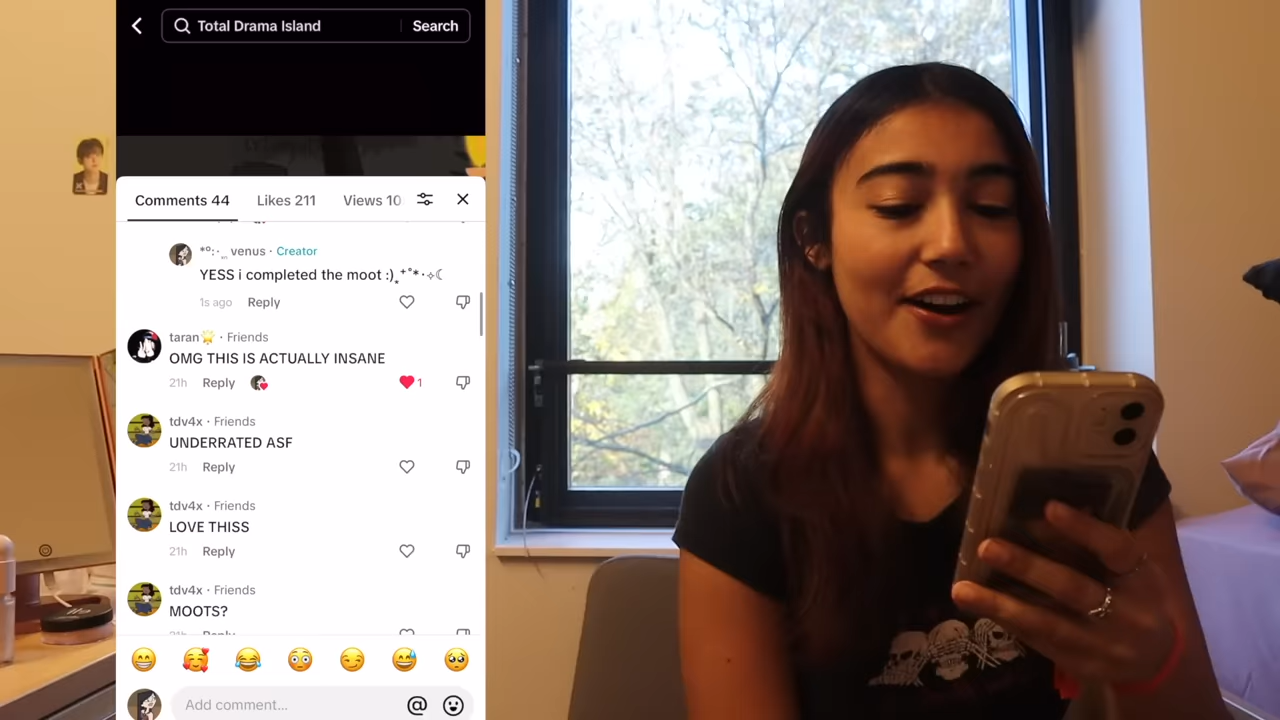 Total Drama Island
Search
Comments 44
Likes 211
Views 10
venus · Creator
YESS i completed the moot :)
1s ago Reply
taran🌟 · Friends
OMG THIS IS ACTUALLY INSANE
21h Reply
1
tdv4x · Friends
UNDERRATED ASF
21h Reply
tdv4x · Friends
LOVE THISS
21h Reply
tdv4x · Friends
MOOTS?
21h Reply
Add comment...
@